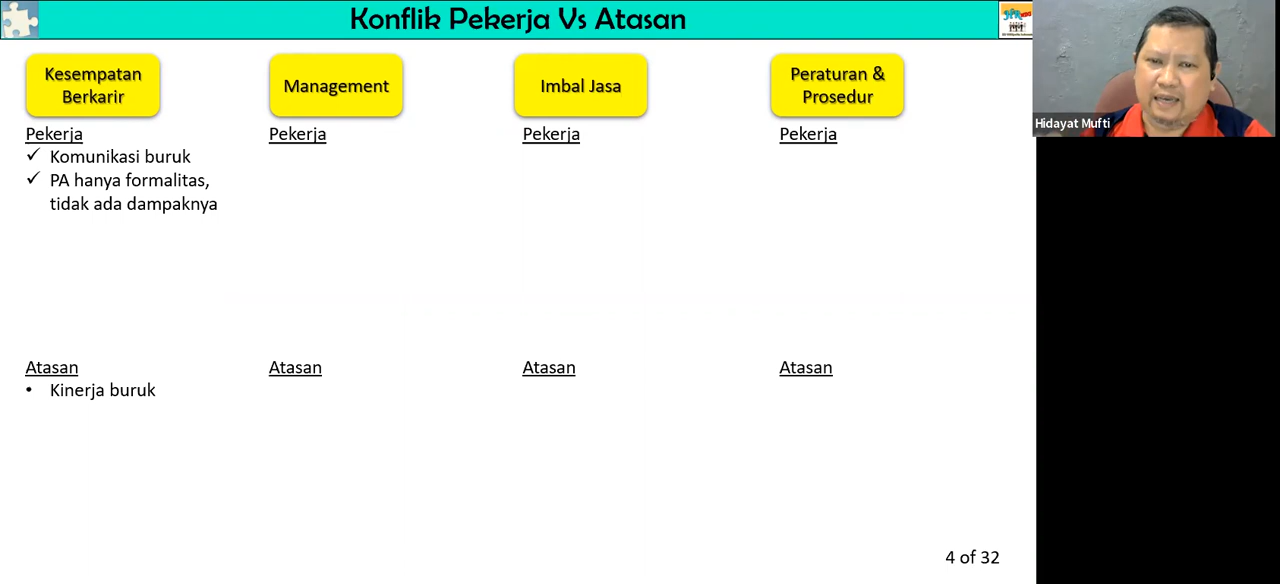 Konflik Pekerja Vs Atasan
Kesempatan
Berkarir
Management
Imbal Jasa
Peraturan &
Prosedur
Pekerja
✓ Komunikasi buruk
✓ PA hanya formalitas,
tidak ada dampaknya
Pekerja
Pekerja
Pekerja
Atasan
• Kinerja buruk
Atasan
Atasan
Atasan
4 of 32
Hidayat Mufti